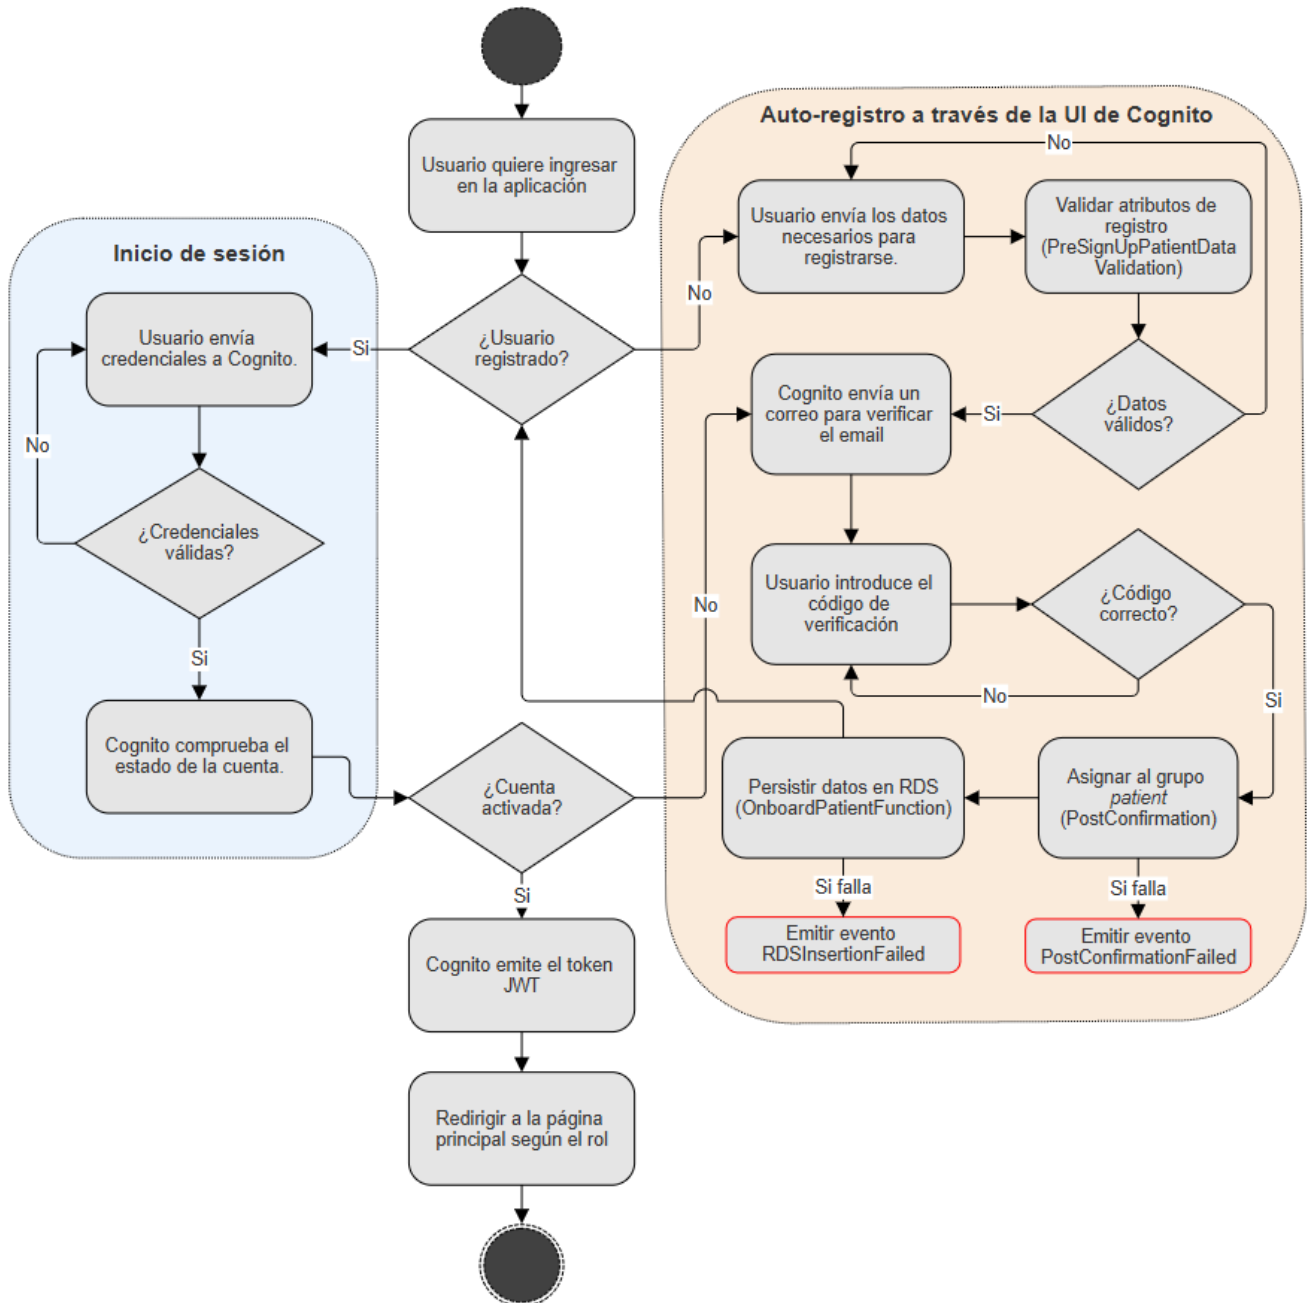 Usuario quiere ingresar
en la aplicación
¿Usuario
registrado?
Si
No
Inicio de sesión
Usuario envía
credenciales a Cognito.
No
¿Credenciales
válidas?
Si
Cognito comprueba el
estado de la cuenta.
¿Cuenta
activada?
No
Si
Cognito emite el token
JWT
Redirigir a la página
principal según el rol
Auto-registro a través de la UI de Cognito
No
Usuario envía los datos
necesarios para
registrarse.
Validar atributos de
registro
(PreSignUpPatientData
Validation)
¿Datos
válidos?
Si
Cognito envía un
correo para verificar
el email
Usuario introduce el
código de
verificación
¿Código
correcto?
No
Si
Asignar al grupo
patient
(PostConfirmation)
Persistir datos en RDS
(OnboardPatientFunction)
Si falla
Si falla
Emitir evento
RDSInsertionFailed
Emitir evento
PostConfirmationFailed